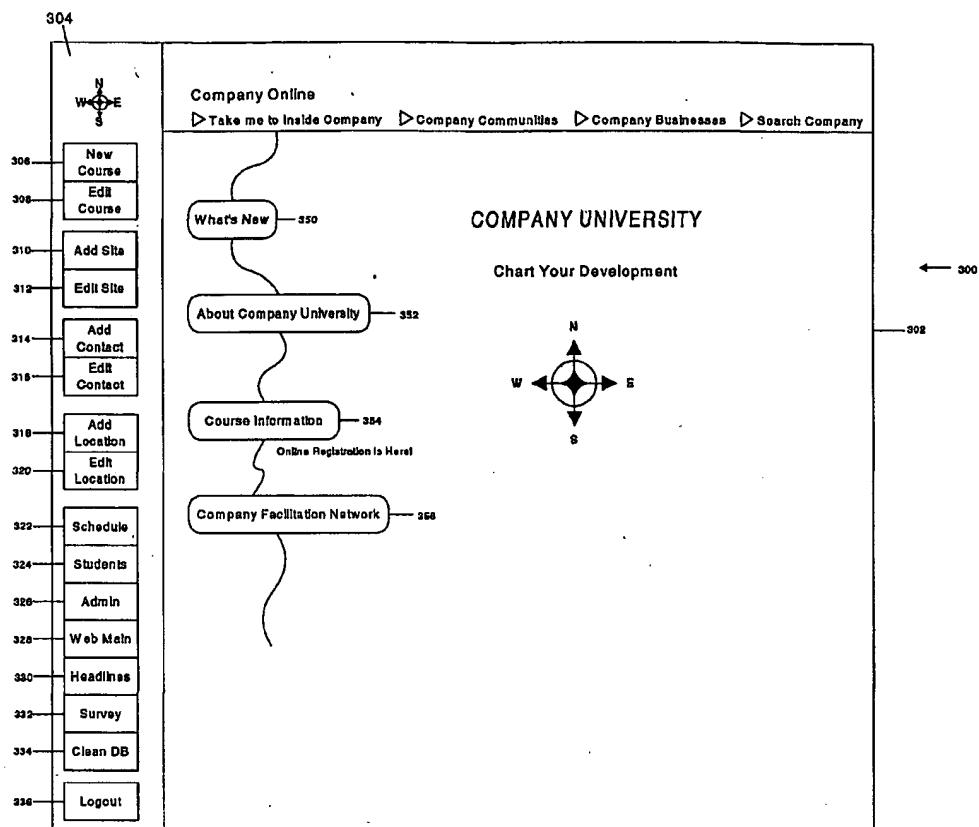 304
N
W E
S
Company Online
Take me to Inside Company Company Communities Company Businesses Search Company
306 New Course
308 Edit Course
310 Add Site
312 Edit Site
314 Add Contact
316 Edit Contact
318 Add Location
320 Edit Location
322 Schedule
324 Students
326 Admin
328 Web Main
330 Headlines
332 Survey
334 Clean DB
336 Logout
What's New 350
About Company University 352
Course Information 354
Online Registration is Here!
Company Facilitation Network 356
COMPANY UNIVERSITY
Chart Your Development
N
W E
S
300
302